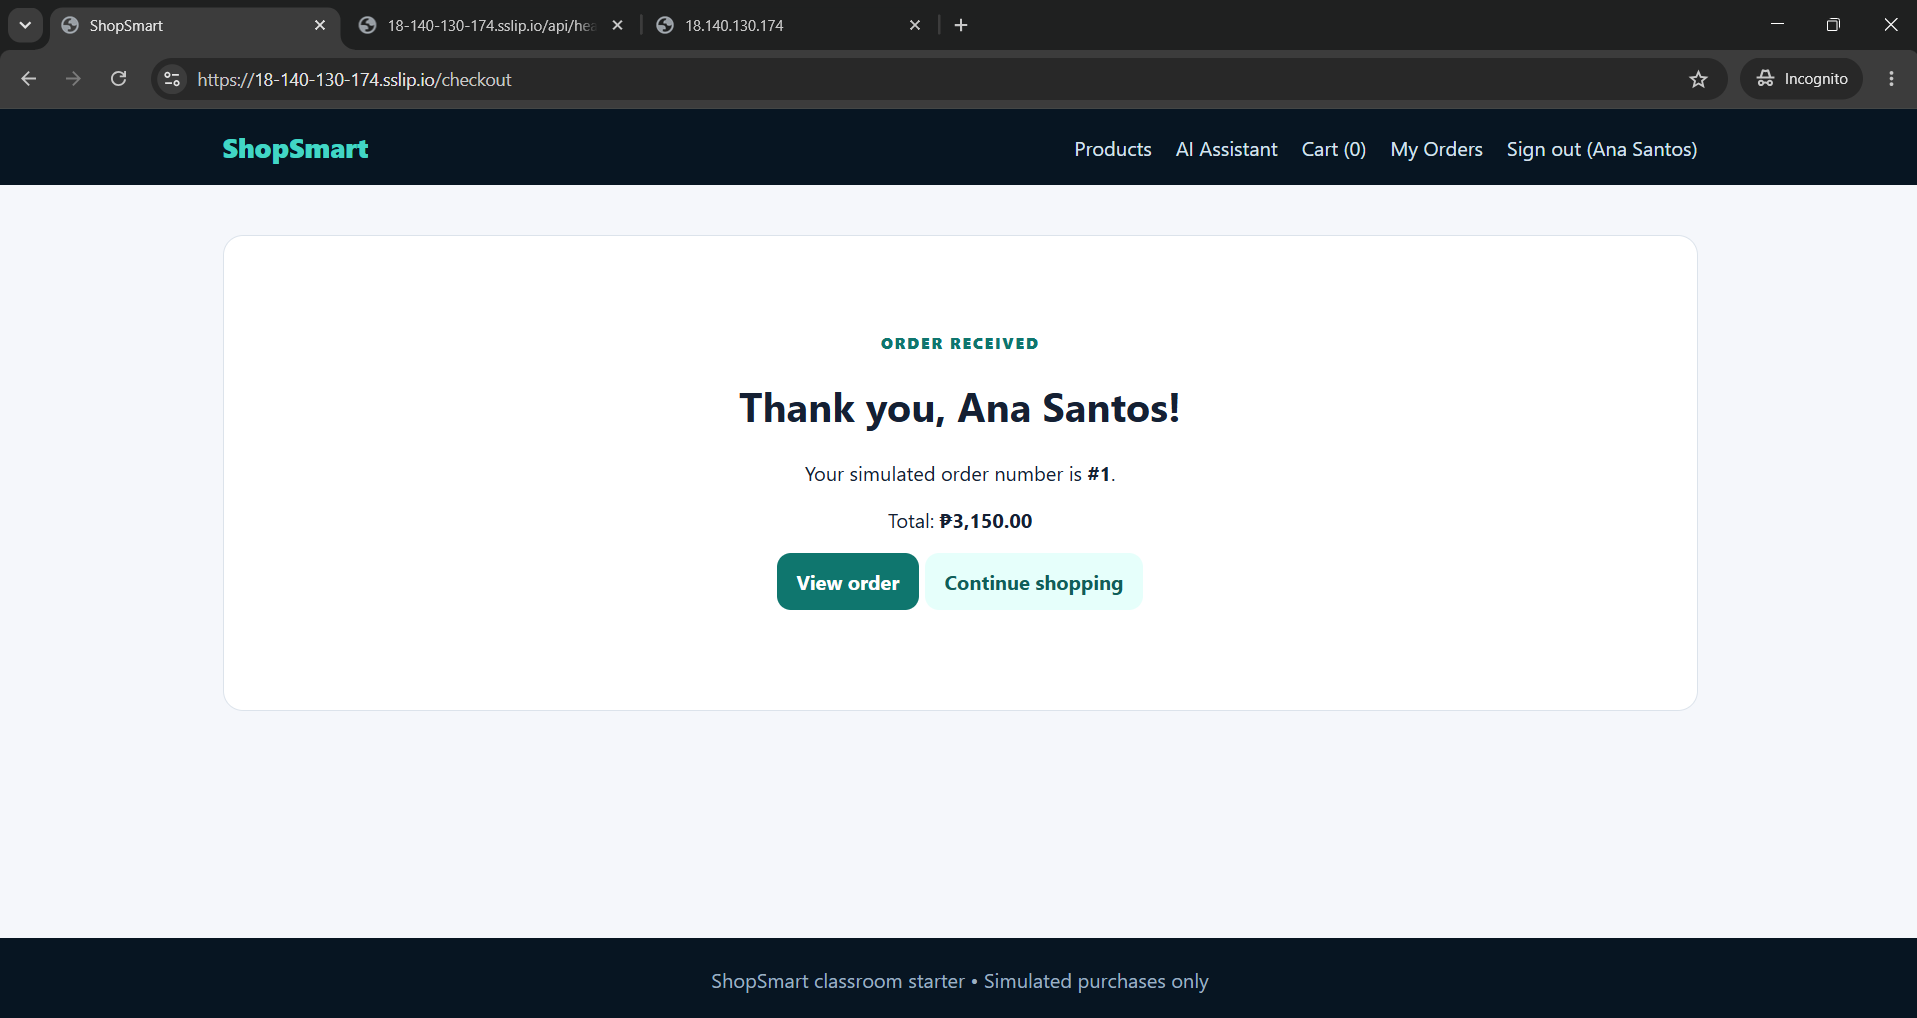 ShopSmart
18-140-130-174.sslip.io/api/hea
18.140.130.174
https://18-140-130-174.sslip.io/checkout
Incognito
ShopSmart
Products
AI Assistant
Cart (0)
My Orders
Sign out (Ana Santos)
ORDER RECEIVED
Thank you, Ana Santos!
Your simulated order number is #1.
Total: ₱3,150.00
View order
Continue shopping
ShopSmart classroom starter • Simulated purchases only